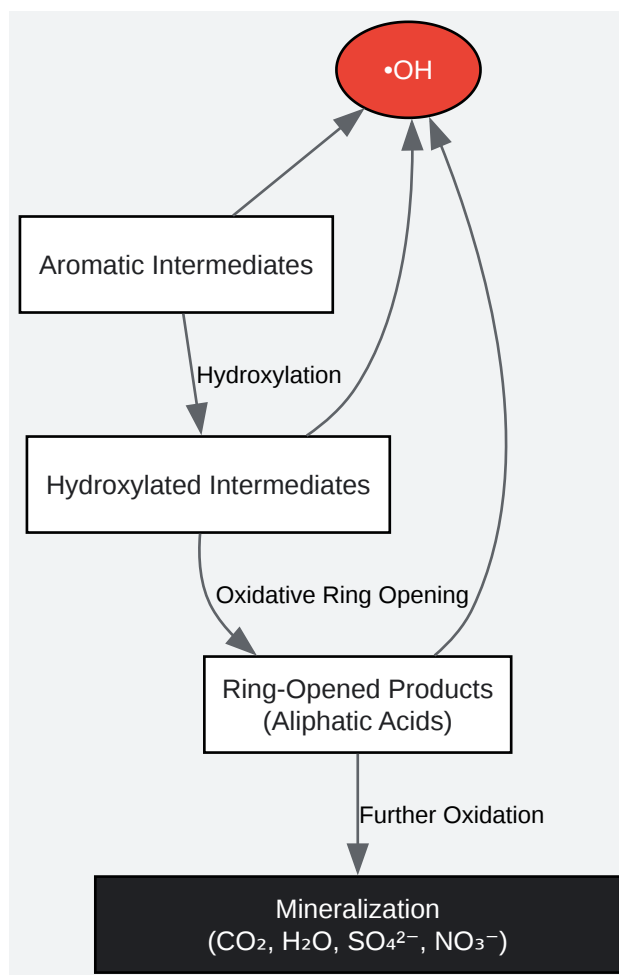 •OH
Aromatic Intermediates
Hydroxylation
Hydroxylated Intermediates
Oxidative Ring Opening
Ring-Opened Products
(Aliphatic Acids)
Further Oxidation
Mineralization
(CO₂, H₂O, SO₄²⁻, NO₃⁻)